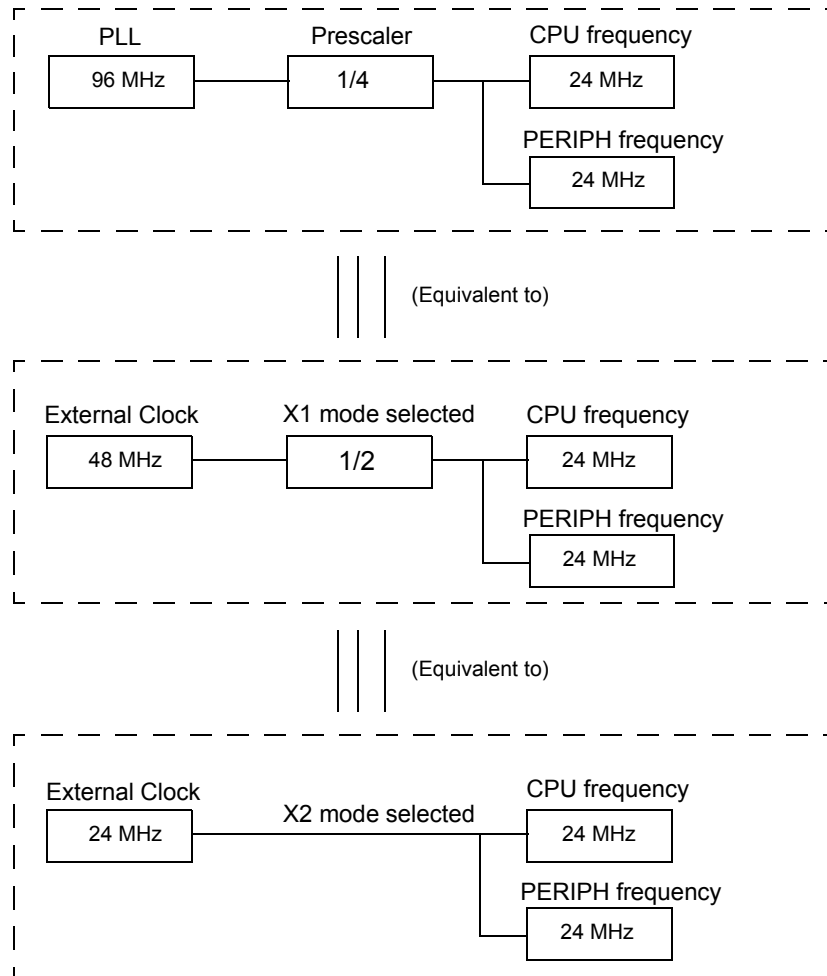 PLL Prescaler CPU frequency
96 MHz 1/4 24 MHz
PERIPH frequency
24 MHz
(Equivalent to)
External Clock X1 mode selected CPU frequency
48 MHz 1/2 24 MHz
PERIPH frequency
24 MHz
(Equivalent to)
External Clock X2 mode selected CPU frequency
24 MHz 24 MHz
PERIPH frequency
24 MHz